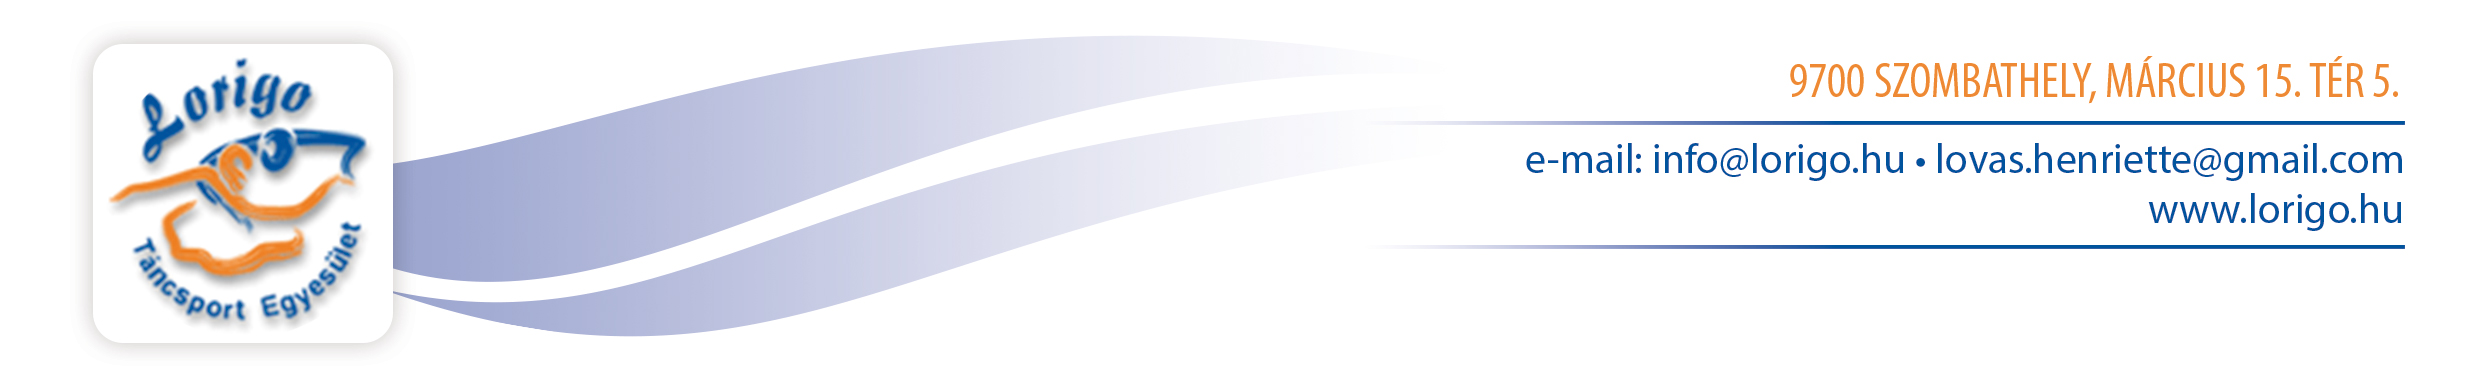 Lorigo
Táncsport Egyesület
9700 SZOMBATHELY, MÁRCIUS 15. TÉR 5.
e-mail: info@lorigo.hu • lovas.henriette@gmail.com
www.lorigo.hu